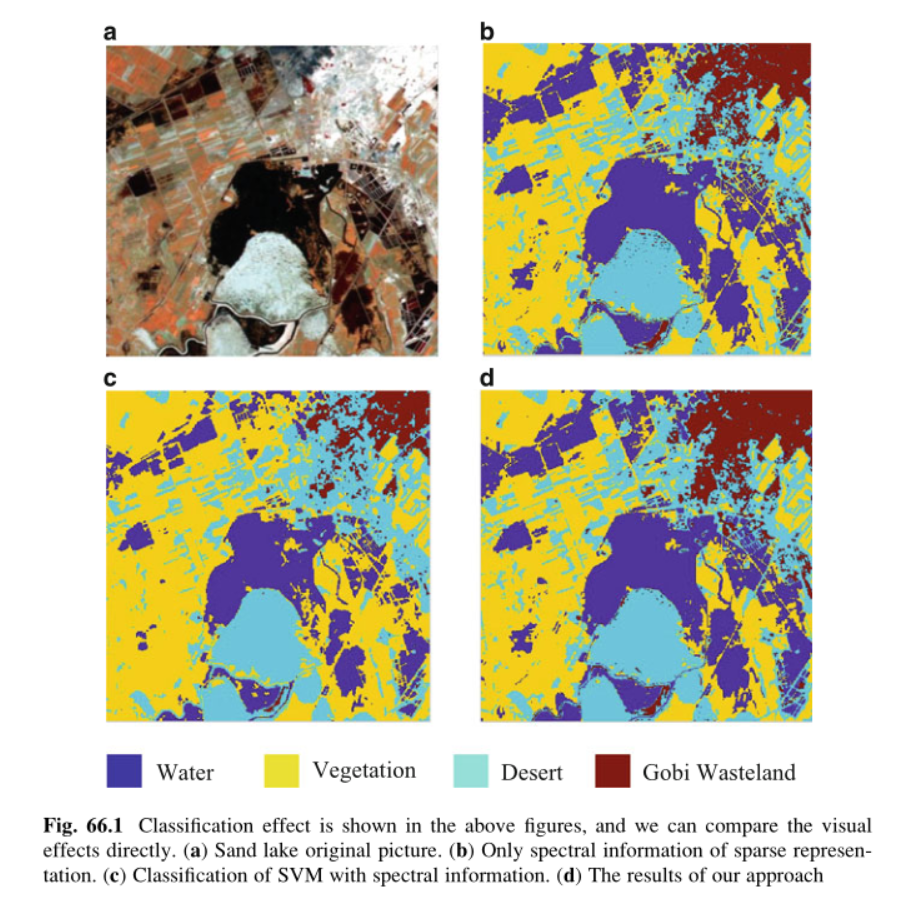 a
b
c
d
Water
Vegetation
Desert
Gobi Wasteland
Fig. 66.1 Classification effect is shown in the above figures, and we can compare the visual
effects directly. (a) Sand lake original picture. (b) Only spectral information of sparse represen-
tation. (c) Classification of SVM with spectral information. (d) The results of our approach